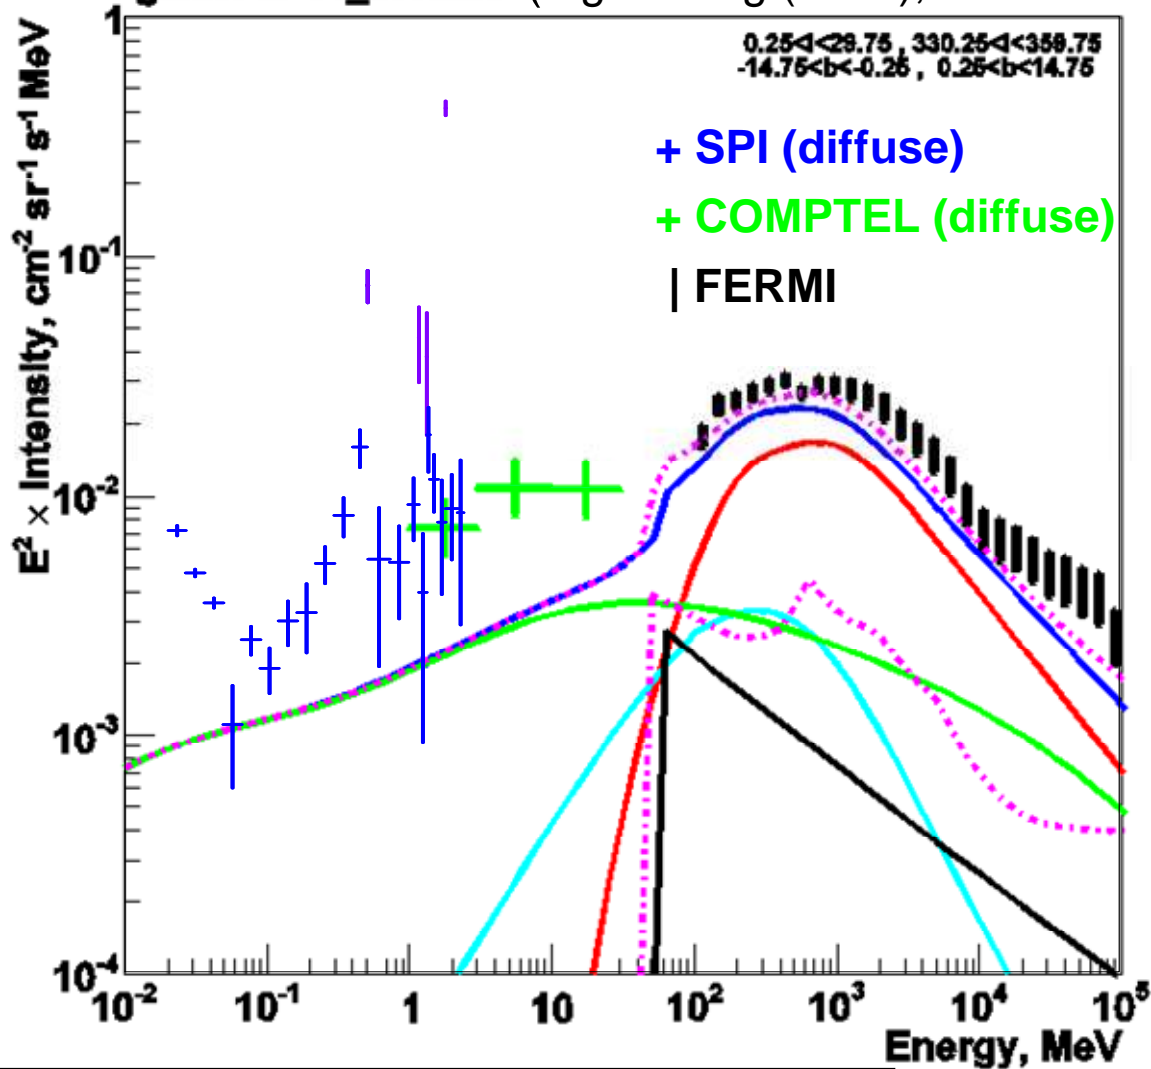 0.25<l<29.75 , 330.25<l<359.75
-14.75<b<-0.25 , 0.25<b<14.75
+ SPI (diffuse)
+ COMPTEL (diffuse)
| FERMI
E² × Intensity, cm⁻² sr⁻¹ s⁻¹ MeV
1
10⁻¹
10⁻²
10⁻³
10⁻⁴
10⁻² 10⁻¹ 1 10 10² 10³ 10⁴ 10⁵
Energy, MeV